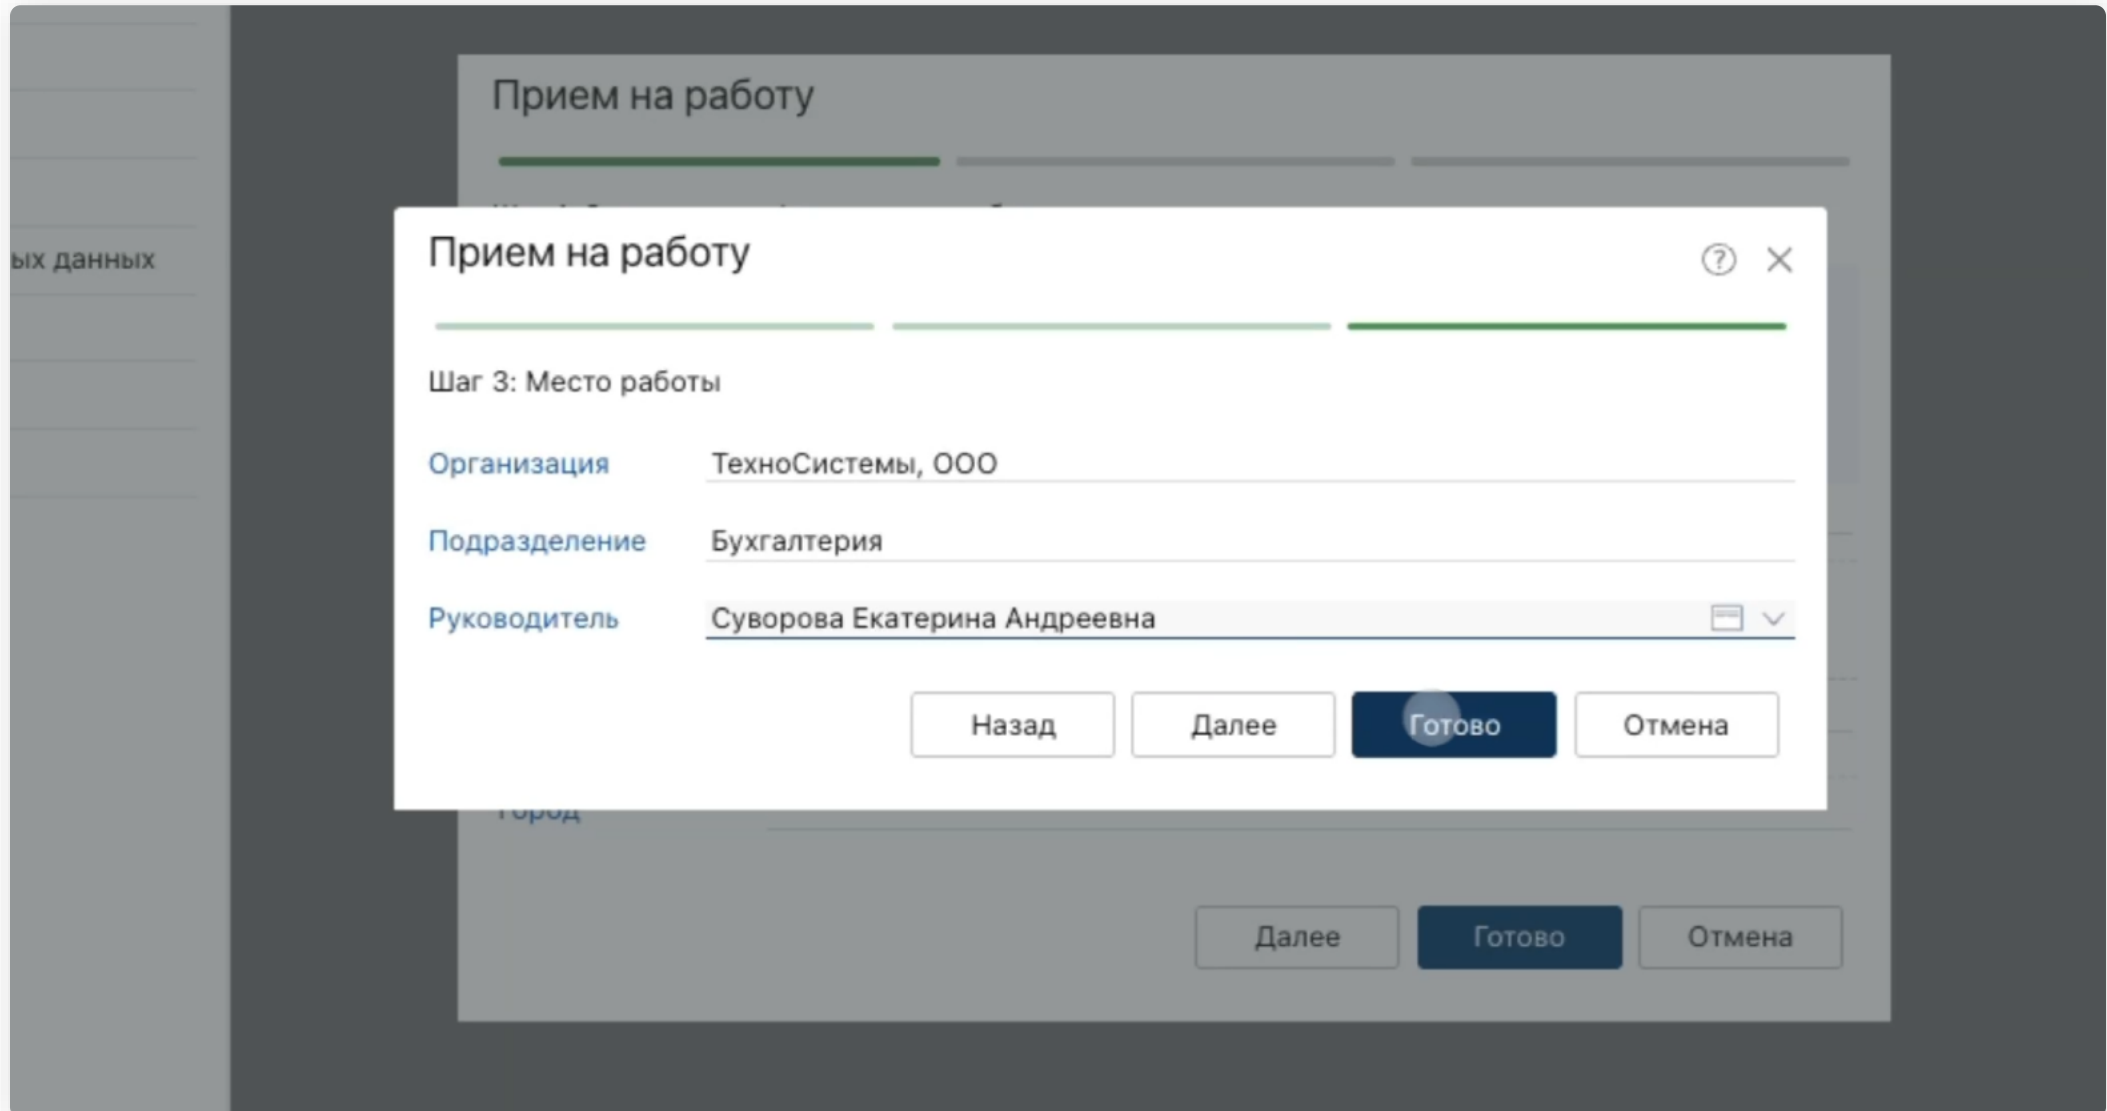 Прием на работу
ых данных
Прием на работу
Шаг 3: Место работы
Организация ТехноСистемы, ООО
Подразделение Бухгалтерия
Руководитель Суворова Екатерина Андреевна
Назад Далее Готово Отмена
Город
Далее Готово Отмена